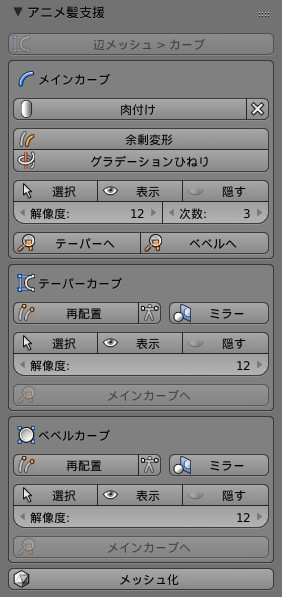 アニメ髪支援
辺メッシュ > カーブ
メインカーブ
肉付け
余剰変形
グラデーションひねり
選択 表示 隠す
解像度: 12 次数: 3
テーパーへ ベベルへ
テーパーカーブ
再配置 ミラー
選択 表示 隠す
解像度: 12
メインカーブへ
ベベルカーブ
再配置 ミラー
選択 表示 隠す
解像度: 12
メインカーブへ
メッシュ化